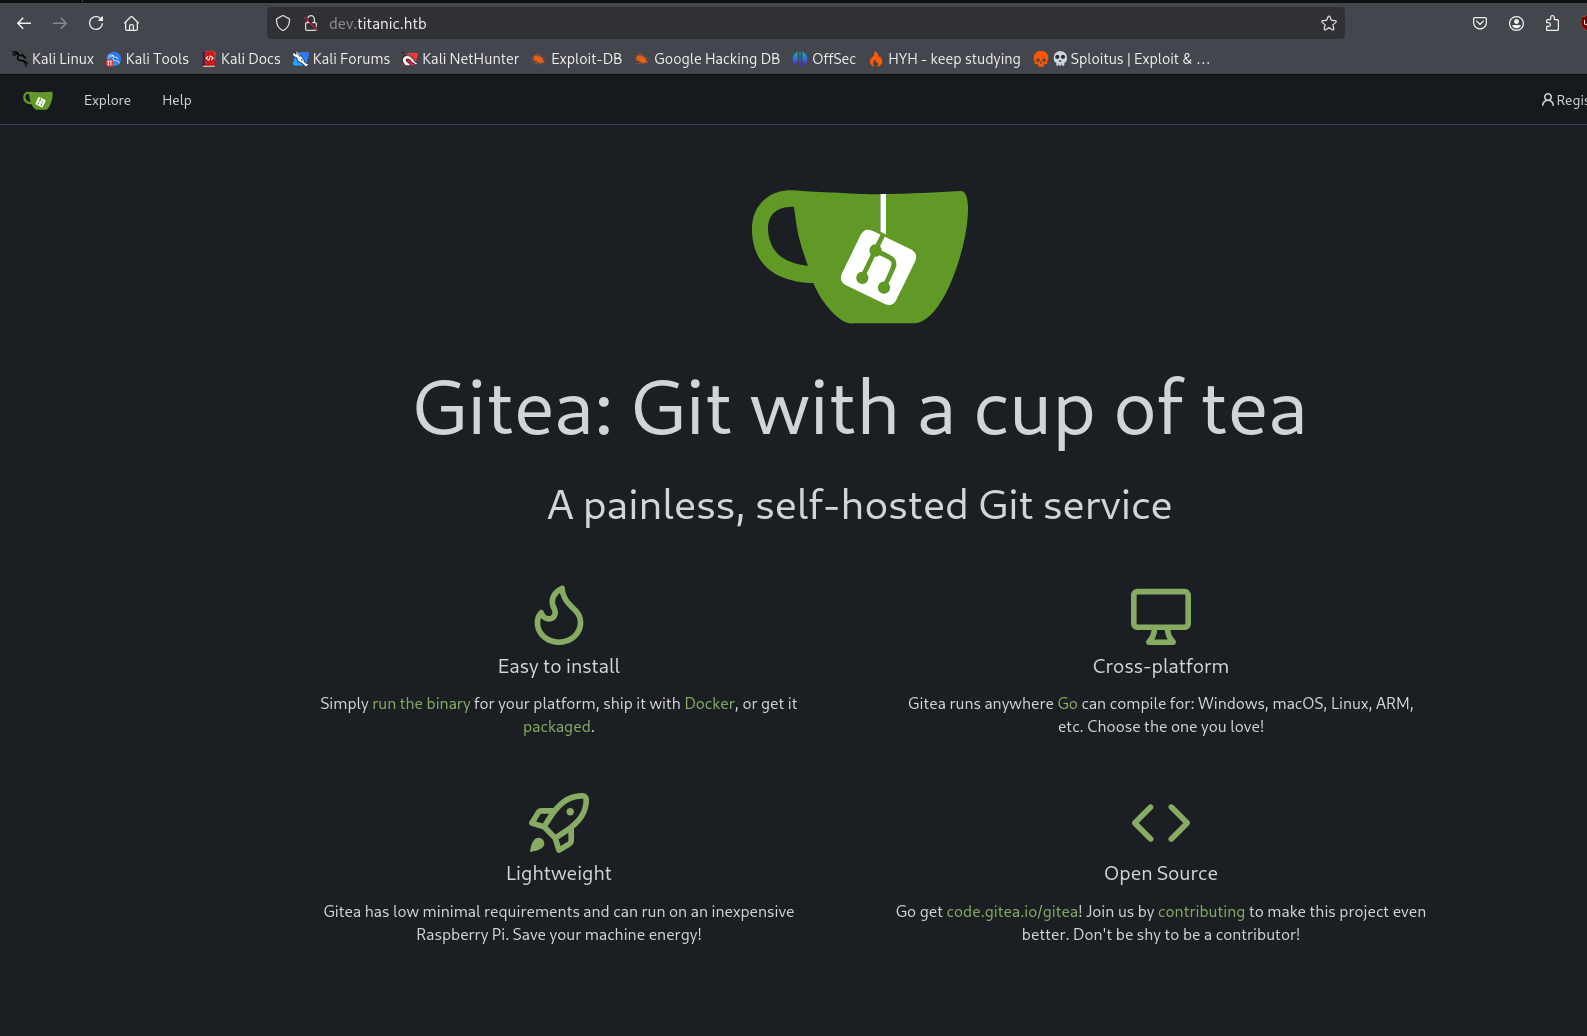 dev.titanic.htb
Kali Linux Kali Tools Kali Docs Kali Forums Kali NetHunter Exploit-DB Google Hacking DB OffSec HYH - keep studying Sploitus | Exploit & ...
Explore Help Regis
Gitea: Git with a cup of tea
A painless, self-hosted Git service
Easy to install
Simply run the binary for your platform, ship it with Docker, or get it
packaged.
Cross-platform
Gitea runs anywhere Go can compile for: Windows, macOS, Linux, ARM,
etc. Choose the one you love!
Lightweight
Gitea has low minimal requirements and can run on an inexpensive
Raspberry Pi. Save your machine energy!
Open Source
Go get code.gitea.io/gitea! Join us by contributing to make this project even
better. Don't be shy to be a contributor!